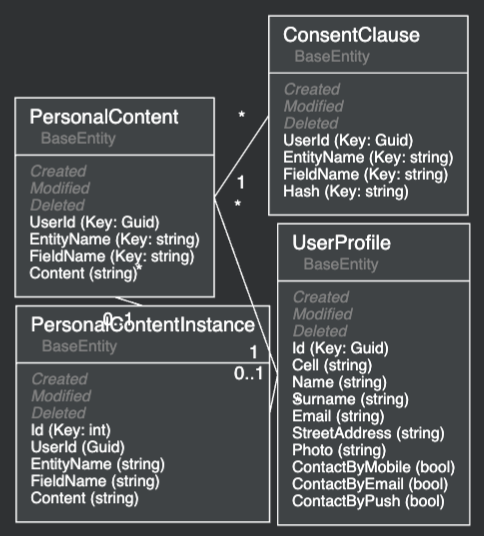 ConsentClause
BaseEntity
Created
Modified
Deleted
UserId (Key: Guid)
EntityName (Key: string)
FieldName (Key: string)
Hash (Key: string)
PersonalContent
BaseEntity
Created
Modified
Deleted
UserId (Key: Guid)
EntityName (Key: string)
FieldName (Key: string)
Content (string)
*
*
1
*
UserProfile
BaseEntity
Created
Modified
Deleted
Id (Key: Guid)
Cell (string)
Name (string)
Surname (string)
Email (string)
StreetAddress (string)
Photo (string)
ContactByMobile (bool)
ContactByEmail (bool)
ContactByPush (bool)
0..1
PersonalContentInstance
BaseEntity
Created
Modified
Deleted
Id (Key: int)
UserId (Guid)
EntityName (string)
FieldName (string)
Content (string)
1
0..1
*